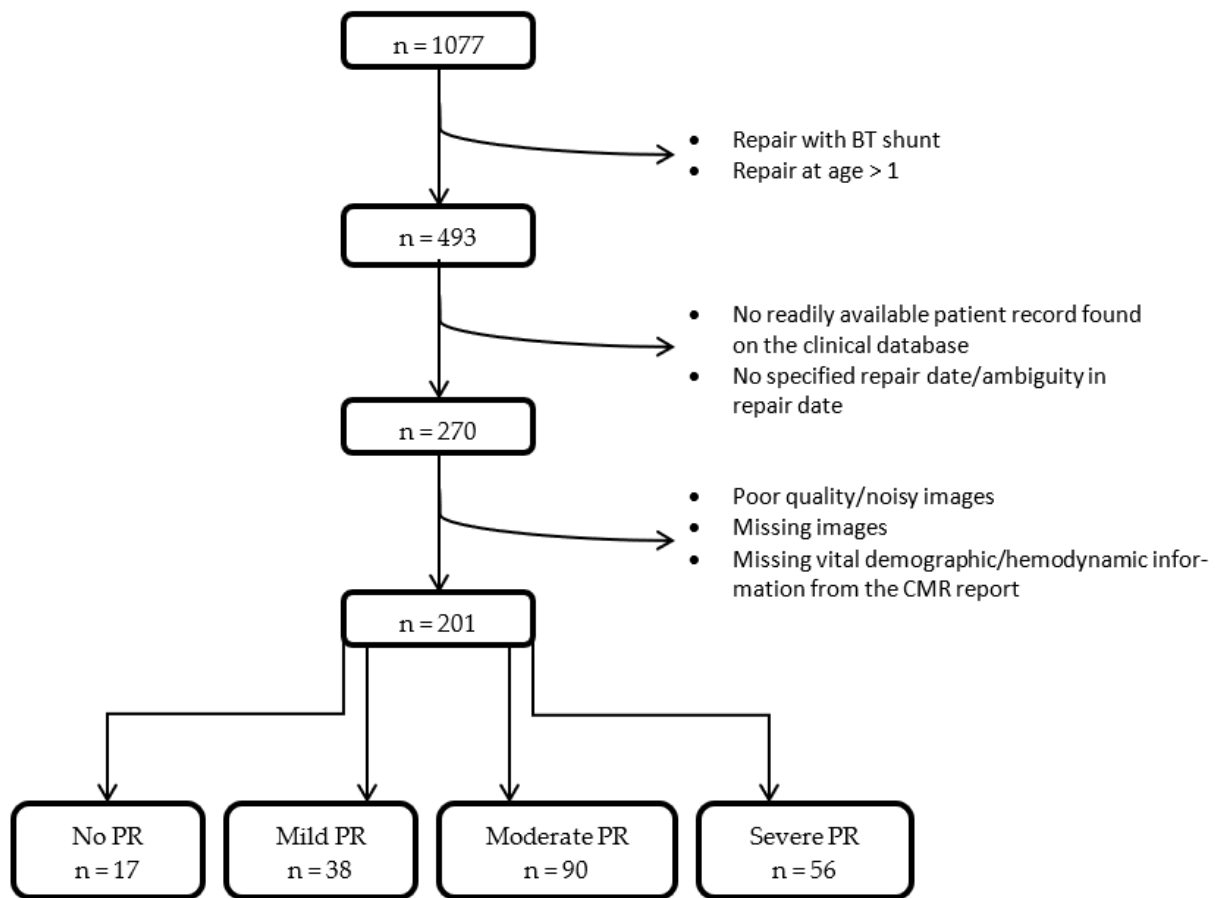 n = 1077
• Repair with BT shunt
• Repair at age > 1
n = 493
• No readily available patient record found
on the clinical database
• No specified repair date/ambiguity in
repair date
n = 270
• Poor quality/noisy images
• Missing images
• Missing vital demographic/hemodynamic infor-
mation from the CMR report
n = 201
No PR
n = 17
Mild PR
n = 38
Moderate PR
n = 90
Severe PR
n = 56